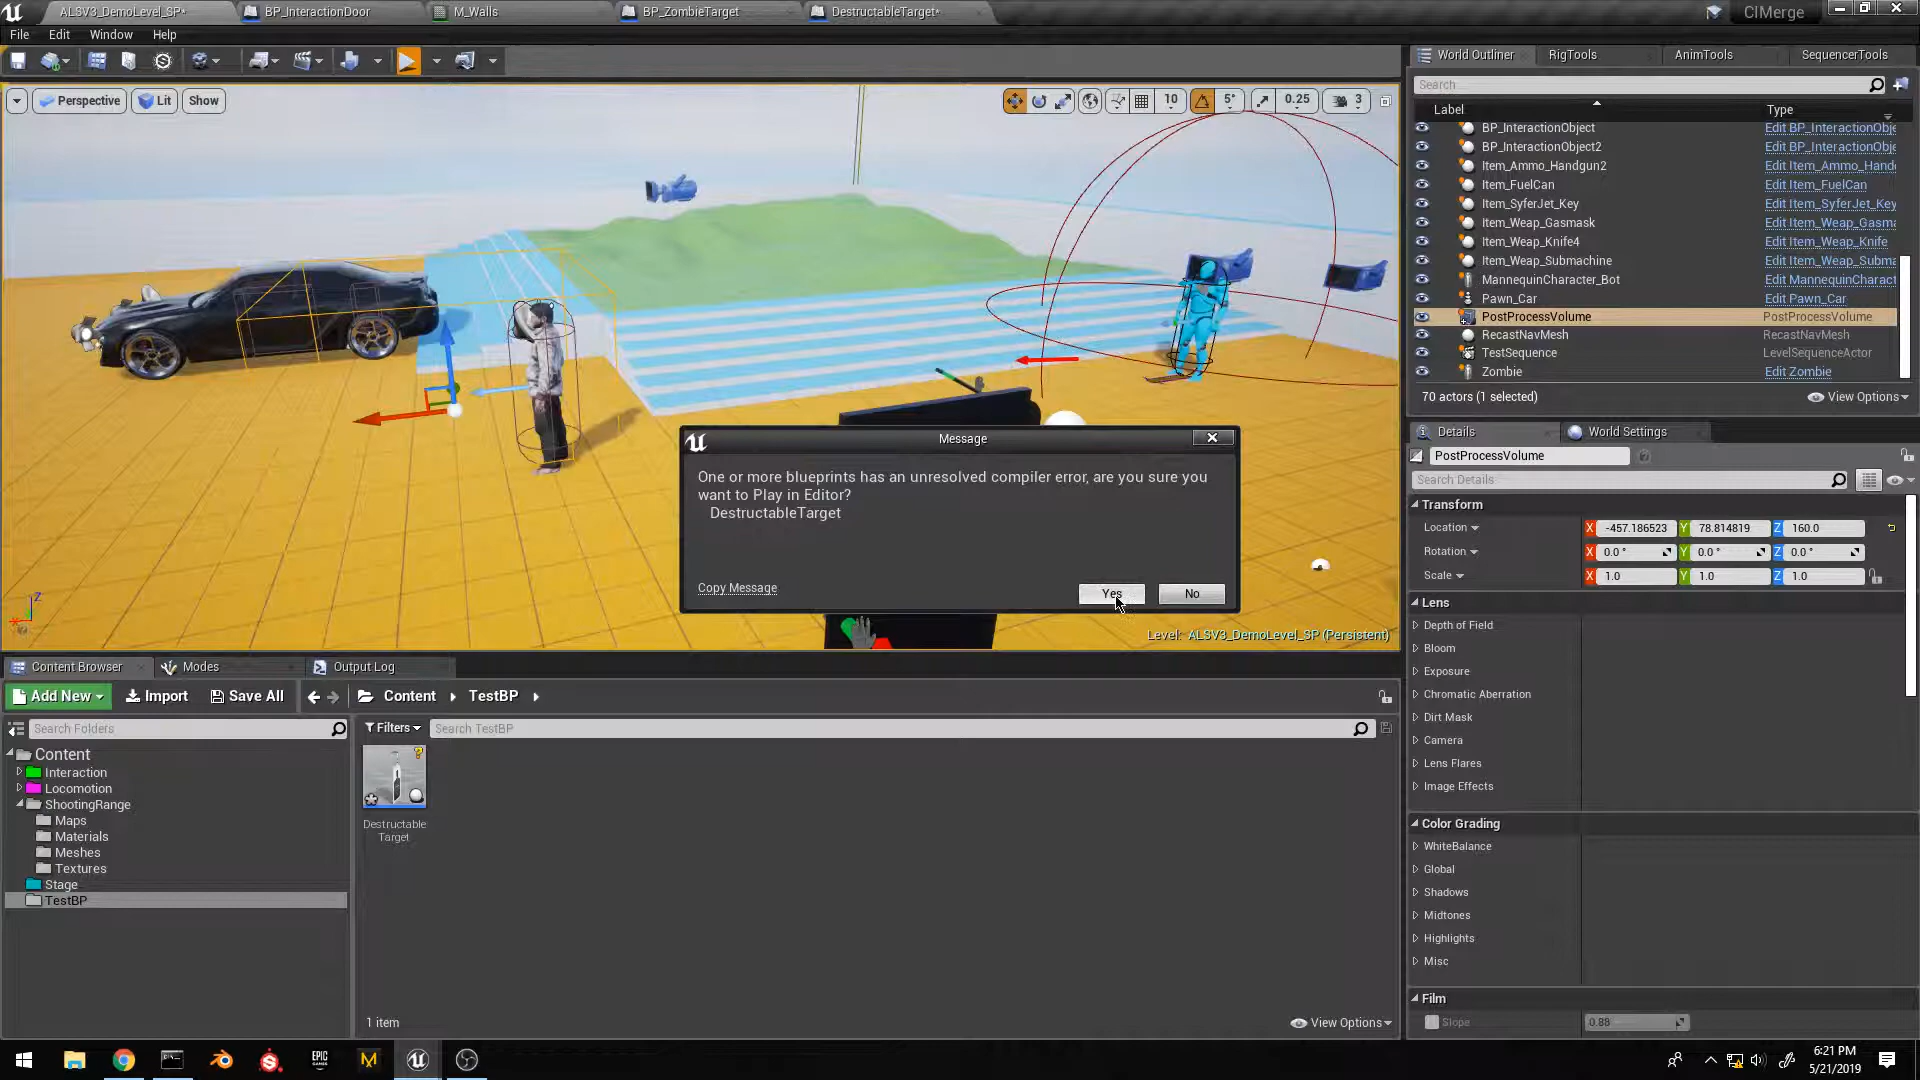 ALSV3_DemoLevel_SP*
BP_InteractionDoor
M_Walls
BP_ZombieTarget
DestructableTarget*
CIMerge
File Edit Window Help
Perspective Lit Show
10 5° 0.25 3
World Outliner RigTools AnimTools SequencerTools
Search...
Label Type
BP_InteractionObject Edit BP_InteractionObje
BP_InteractionObject2 Edit BP_InteractionObje
Item_Ammo_Handgun2 Edit Item_Ammo_Hand
Item_FuelCan Edit Item_FuelCan
Item_SyferJet_Key Edit Item_SyferJet_Key
Item_Weap_Gasmask Edit Item_Weap_Gasma
Item_Weap_Knife4 Edit Item_Weap_Knife
Item_Weap_Submachine Edit Item_Weap_Subma
MannequinCharacter_Bot Edit MannequinCharact
Pawn_Car Edit Pawn_Car
PostProcessVolume PostProcessVolume
RecastNavMesh RecastNavMesh
TestSequence LevelSequenceActor
Zombie Edit Zombie
70 actors (1 selected) View Options
Message
One or more blueprints has an unresolved compiler error, are you sure you
want to Play in Editor?
DestructableTarget
Copy Message
Yes No
Level: ALSV3_DemoLevel_SP (Persistent)
Z
X
Details World Settings
PostProcessVolume
Search Details
Transform
Location X -457.186523 Y 78.814819 Z 160.0
Rotation X 0.0 ° Y 0.0 ° Z 0.0 °
Scale X 1.0 Y 1.0 Z 1.0
Lens
Depth of Field
Bloom
Exposure
Chromatic Aberration
Dirt Mask
Camera
Lens Flares
Image Effects
Color Grading
WhiteBalance
Global
Shadows
Midtones
Highlights
Misc
Film
Slope 0.88
Content Browser Modes Output Log
Add New Import Save All Content TestBP
Search Folders
Filters Search TestBP
Content
Interaction
Locomotion
ShootingRange
Maps
Materials
Meshes
Textures
Stage
TestBP
Destructable
Target
1 item View Options
EPIC
GAMES
6:21 PM
5/21/2019